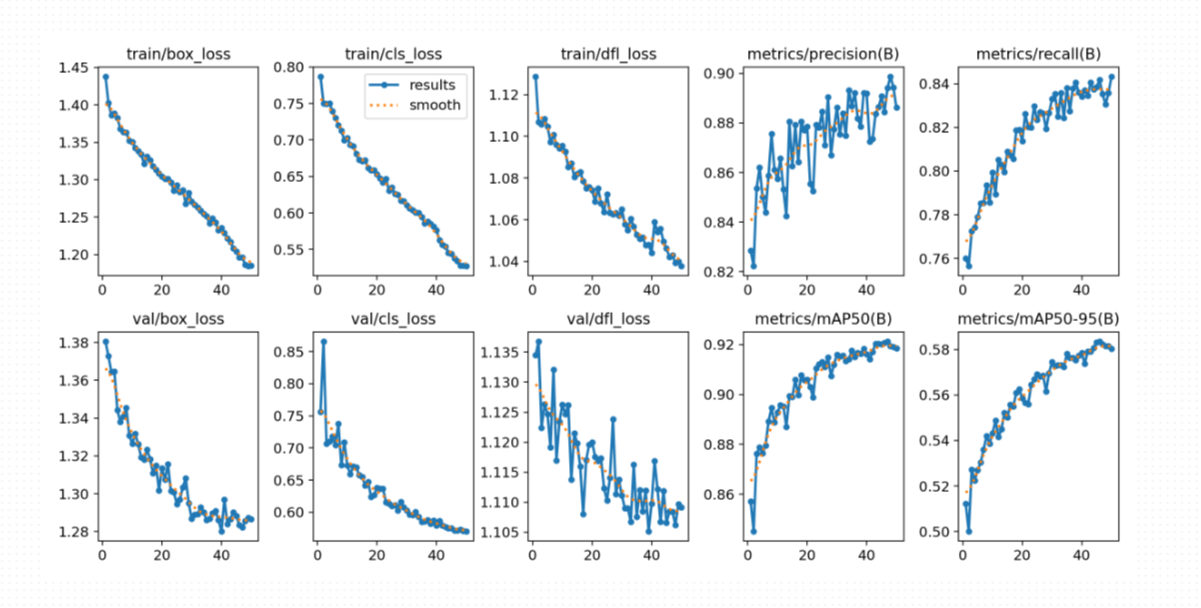 train/box_loss train/cls_loss train/dfl_loss metrics/precision(B) metrics/recall(B)
1.45 0.80 1.12 0.90 0.84
1.40 0.75 1.10 0.88 0.82
1.35 0.70 1.08 0.86 0.80
1.30 0.65 1.06 0.84 0.78
1.25 0.60 1.04 0.82 0.76
1.20 0.55
results
smooth
0 20 40 0 20 40 0 20 40 0 20 40 0 20 40
val/box_loss val/cls_loss val/dfl_loss metrics/mAP50(B) metrics/mAP50-95(B)
1.38 0.85 1.135 0.92 0.58
1.36 0.80 1.130 0.90 0.56
1.34 0.75 1.125 0.88 0.54
1.32 0.70 1.120 0.86 0.52
1.30 0.65 1.115 0.50
1.28 0.60 1.110
1.105
0 20 40 0 20 40 0 20 40 0 20 40 0 20 40